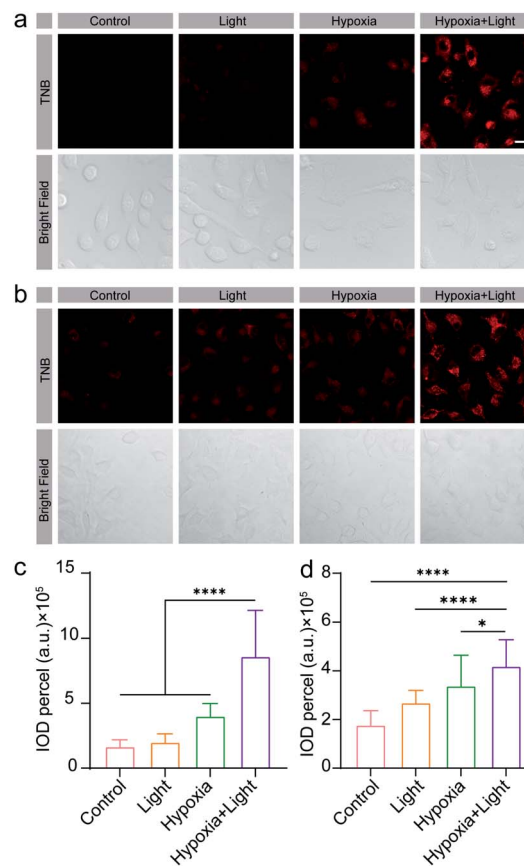 a
Control Light Hypoxia Hypoxia+Light
TNB
Bright Field
b
Control Light Hypoxia Hypoxia+Light
TNB
Bright Field
c
IOD percel (a.u.)×10⁵
15
10
5
0
****
Control Light Hypoxia Hypoxia+Light
d
IOD percel (a.u.)×10⁵
8
6
4
2
0
****
****
*
Control Light Hypoxia Hypoxia+Light